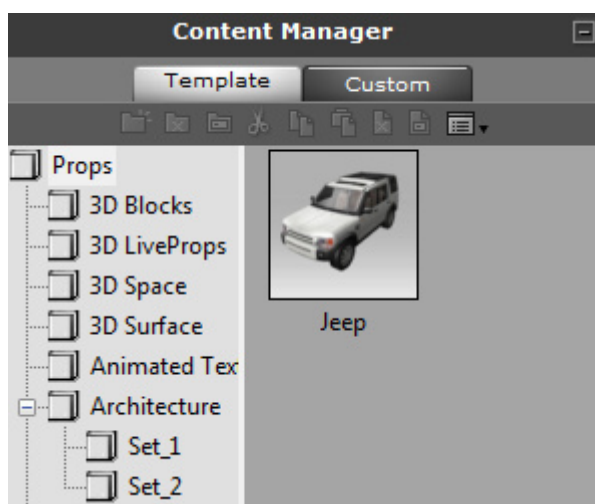 Content Manager
Template
Custom
Props
3D Blocks
3D LiveProps
3D Space
3D Surface
Animated Tex
Architecture
Set_1
Set_2
Jeep